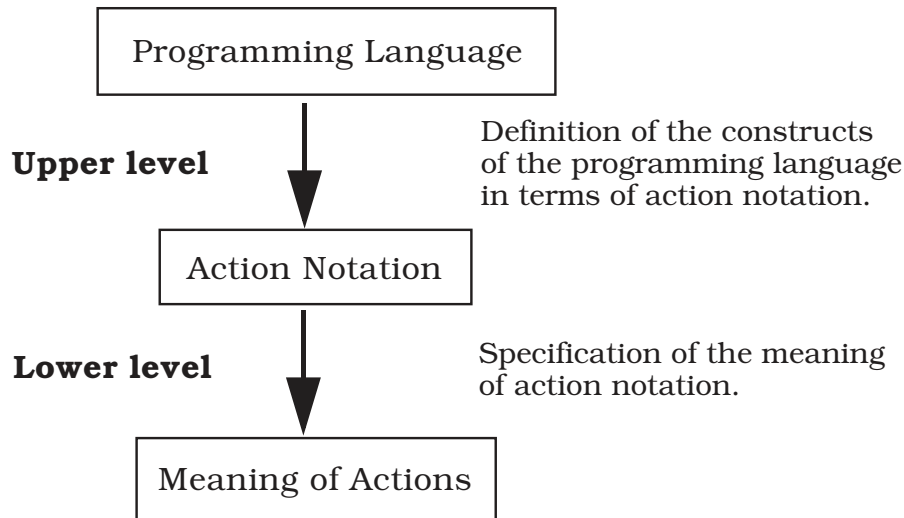 Programming Language
Upper level
Definition of the constructs
of the programming language
in terms of action notation.
Action Notation
Lower level
Specification of the meaning
of action notation.
Meaning of Actions